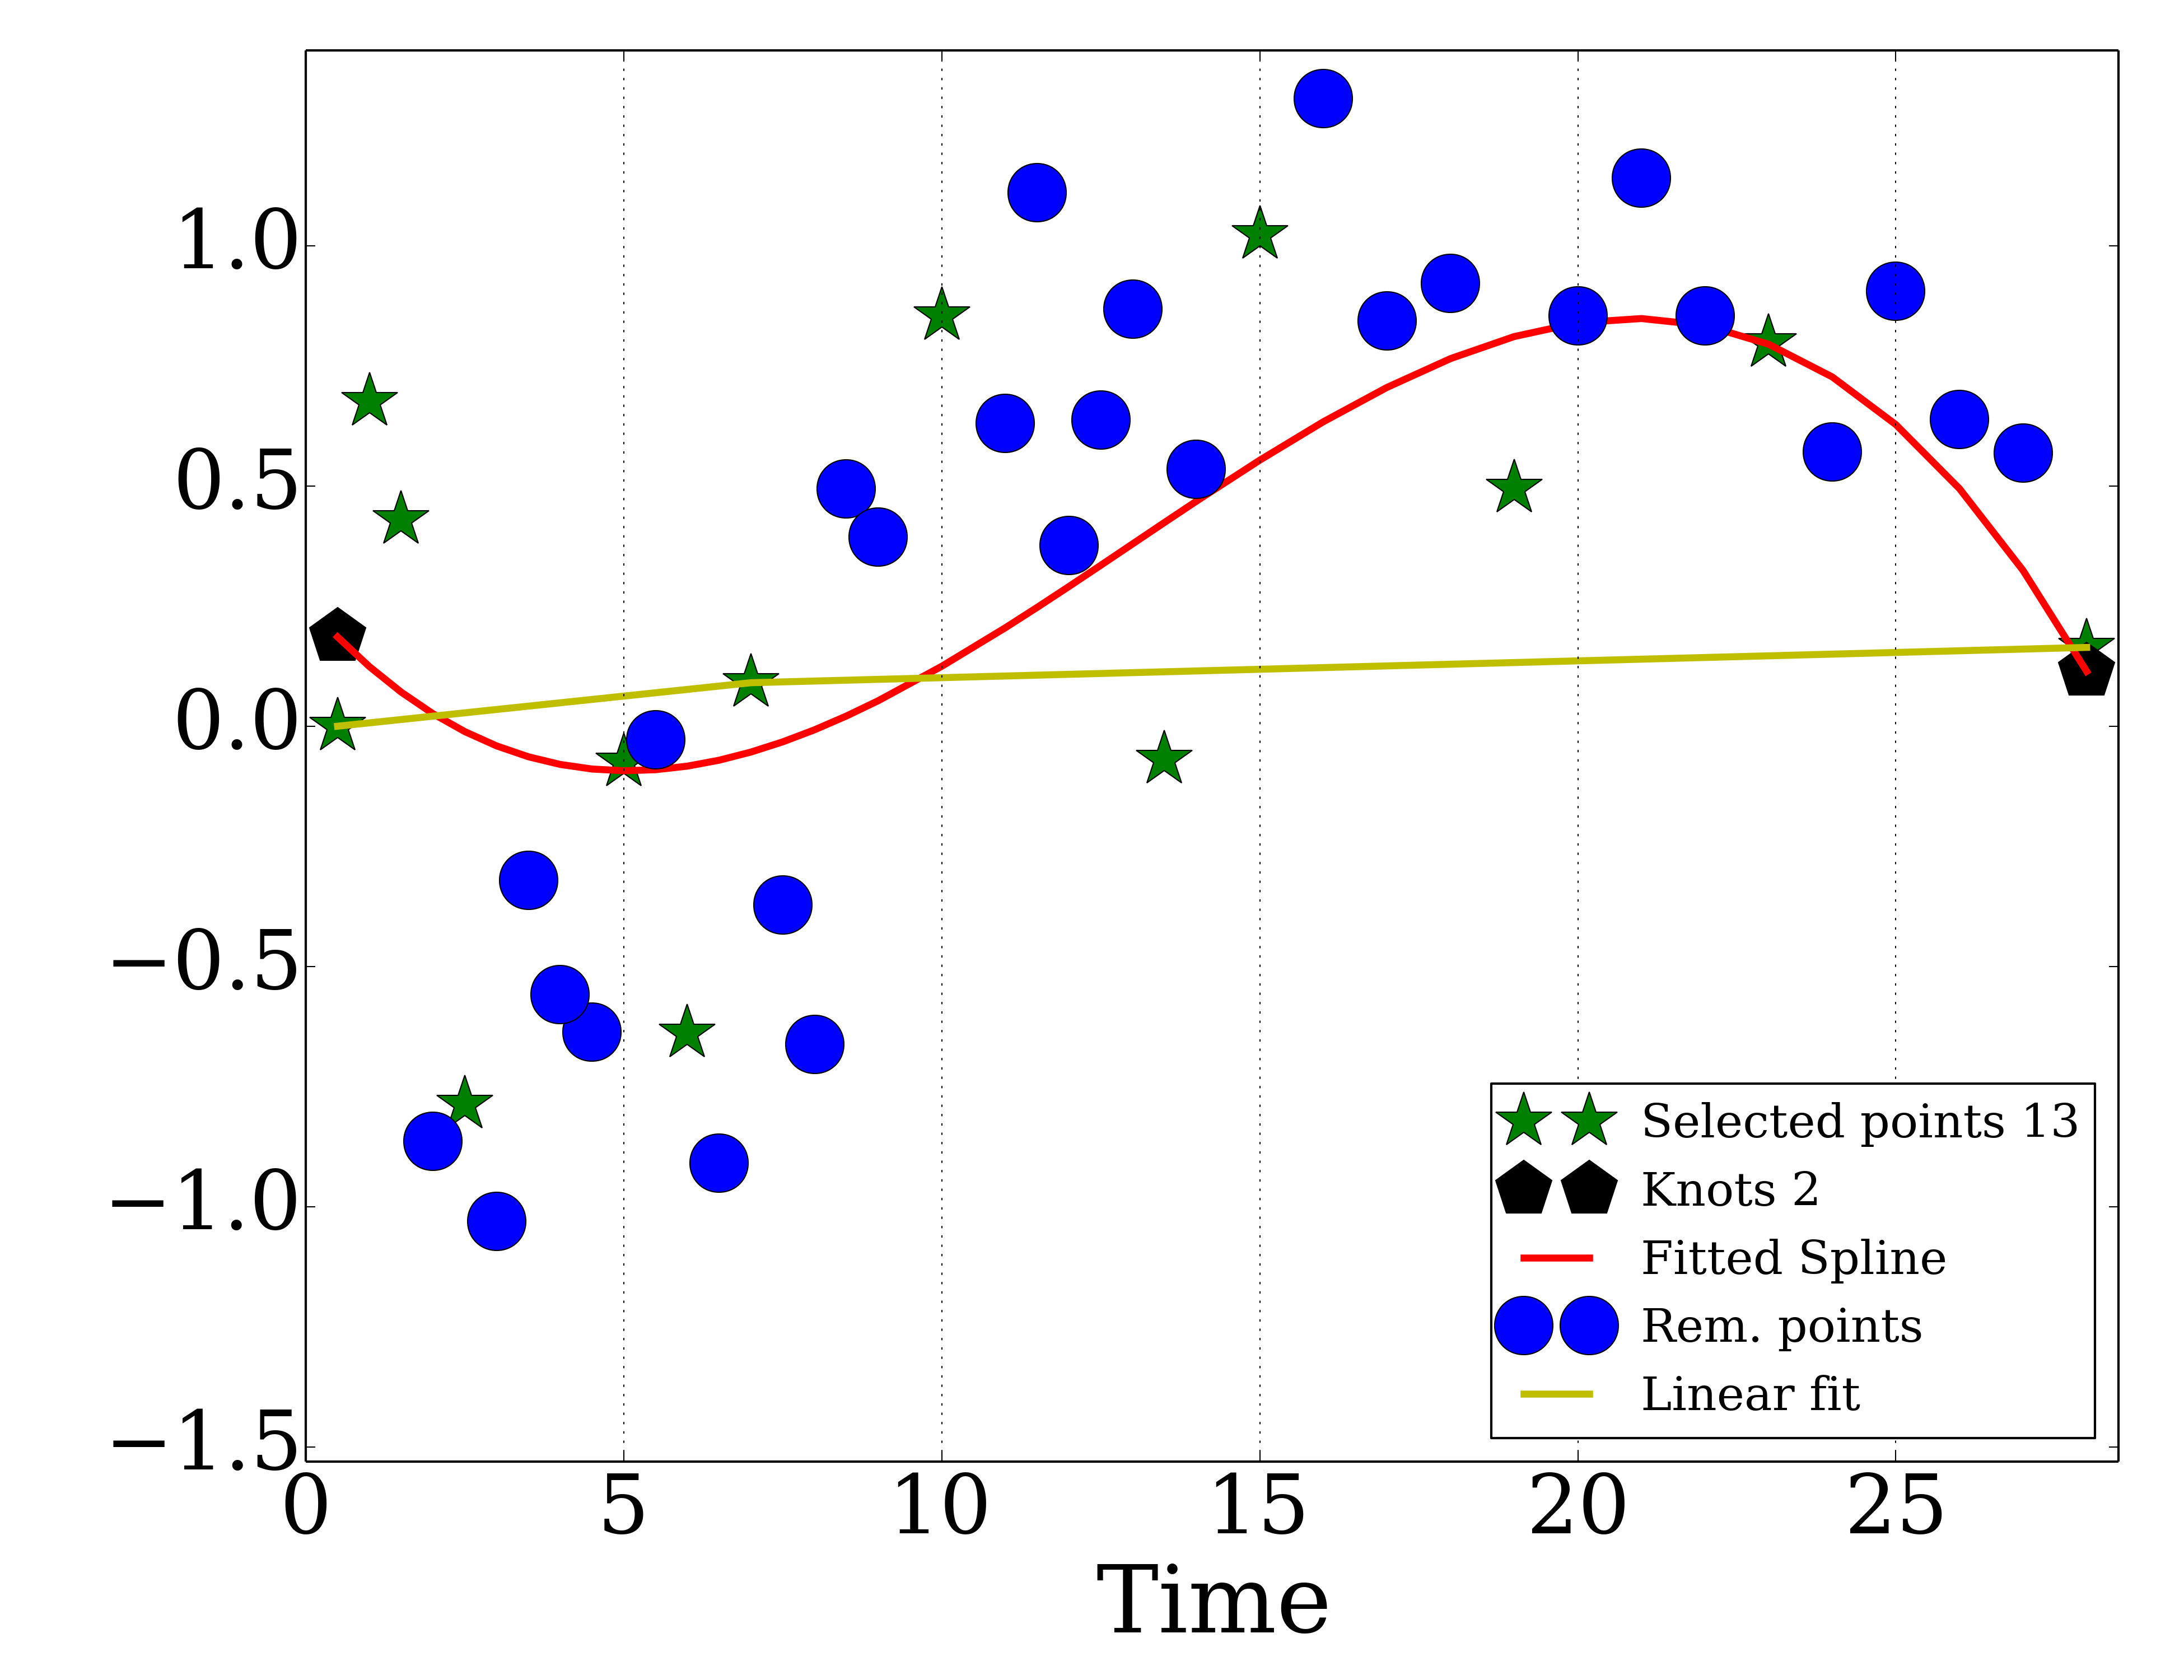 1.0
0.5
0.0
−0.5
−1.0
−1.5
0 5 10 15 20 25
Time
Selected points 13
Knots 2
Fitted Spline
Rem. points
Linear fit